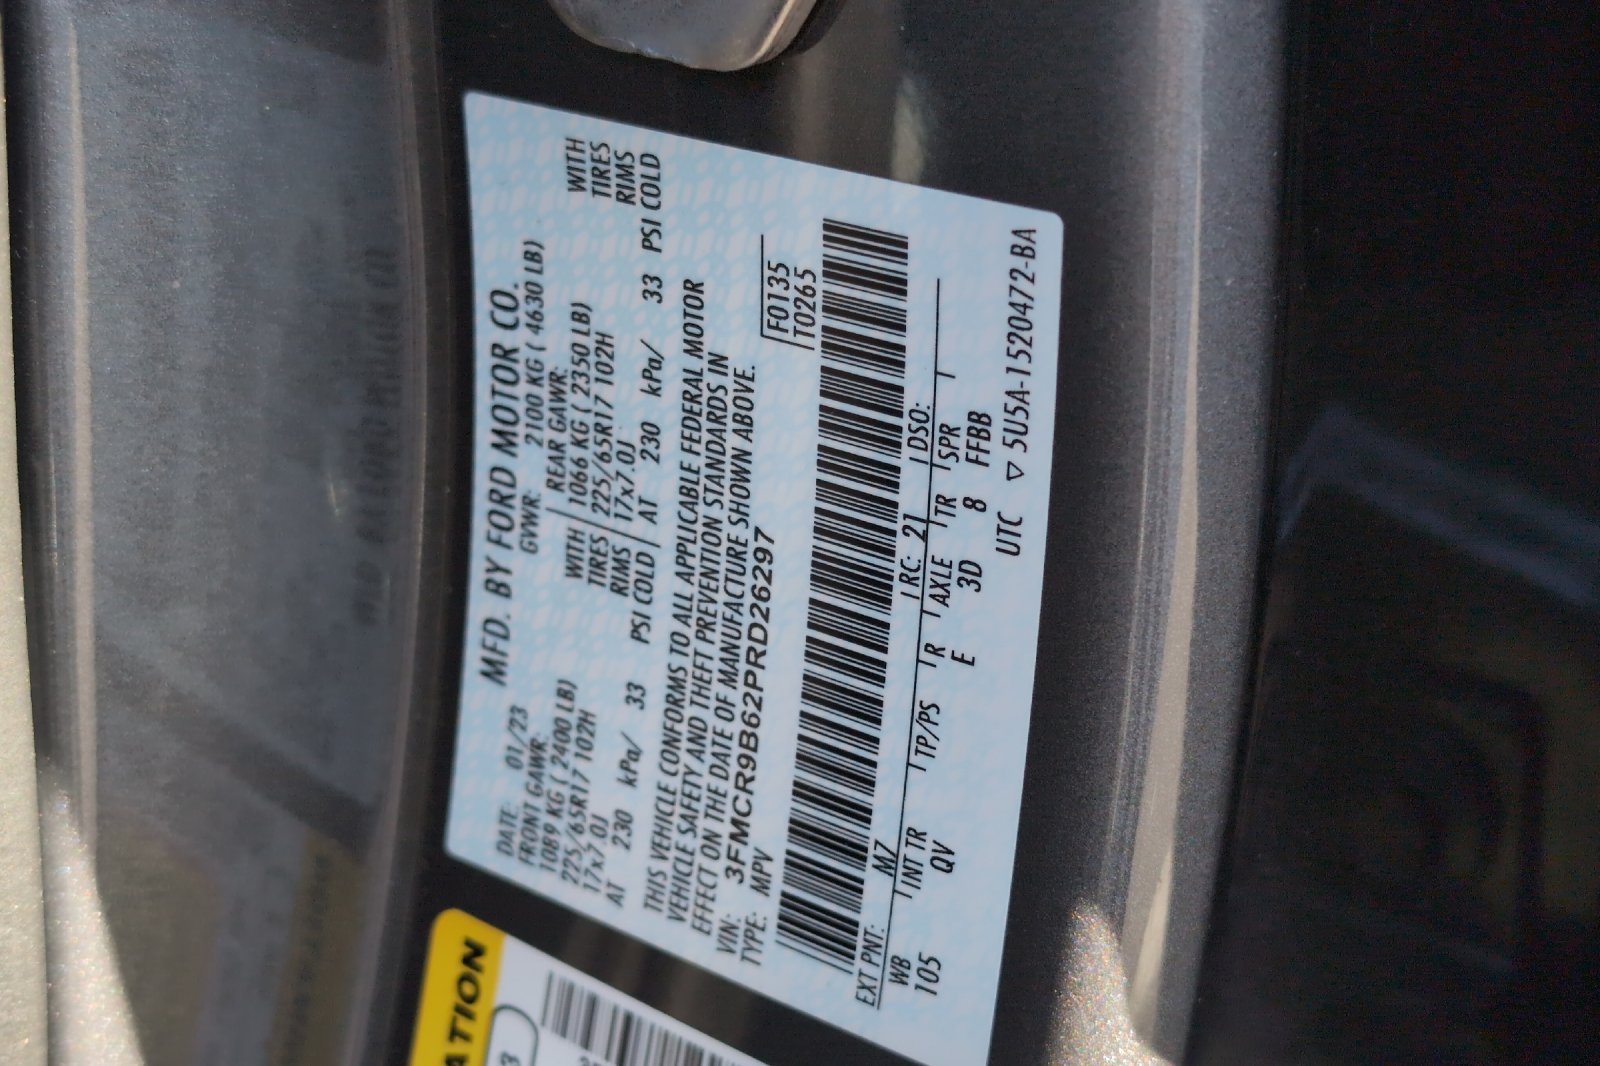 MFD. BY FORD MOTOR CO.
DATE: 01/23 GVWR: 2100 KG ( 4630 LB)
FRONT GAWR: REAR GAWR:
1089 KG ( 2400 LB) WITH 1066 KG ( 2350 LB) WITH
225/65R17 102H TIRES 225/65R17 102H TIRES
17x7.0J RIMS 17x7.0J RIMS
AT 230 kPa/ 33 PSI COLD AT 230 kPa/ 33 PSI COLD
THIS VEHICLE CONFORMS TO ALL APPLICABLE FEDERAL MOTOR
VEHICLE SAFETY AND THEFT PREVENTION STANDARDS IN
EFFECT ON THE DATE OF MANUFACTURE SHOWN ABOVE.
VIN: 3FMCR9B62PRD26297 F0135
TYPE: MPV T0265
EXT PNT: M7 RC: 21 DSO:
WB INT TR TP/PS R AXLE TR SPR
105 QV E 3D 8 FFBB
UTC ▽ 5U5A-1520472-BA
ATION